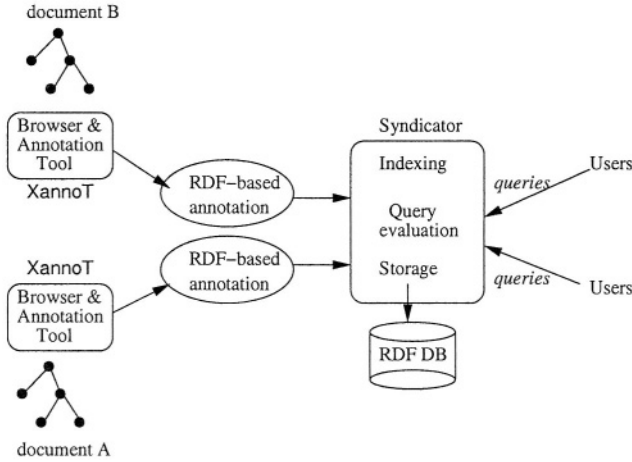 document B
Browser &
Annotation
Tool
XannoT
RDF–based
annotation
Syndicator
Indexing
Query
evaluation
Storage
RDF DB
queries
Users
queries
Users
XannoT
Browser &
Annotation
Tool
RDF–based
annotation
document A